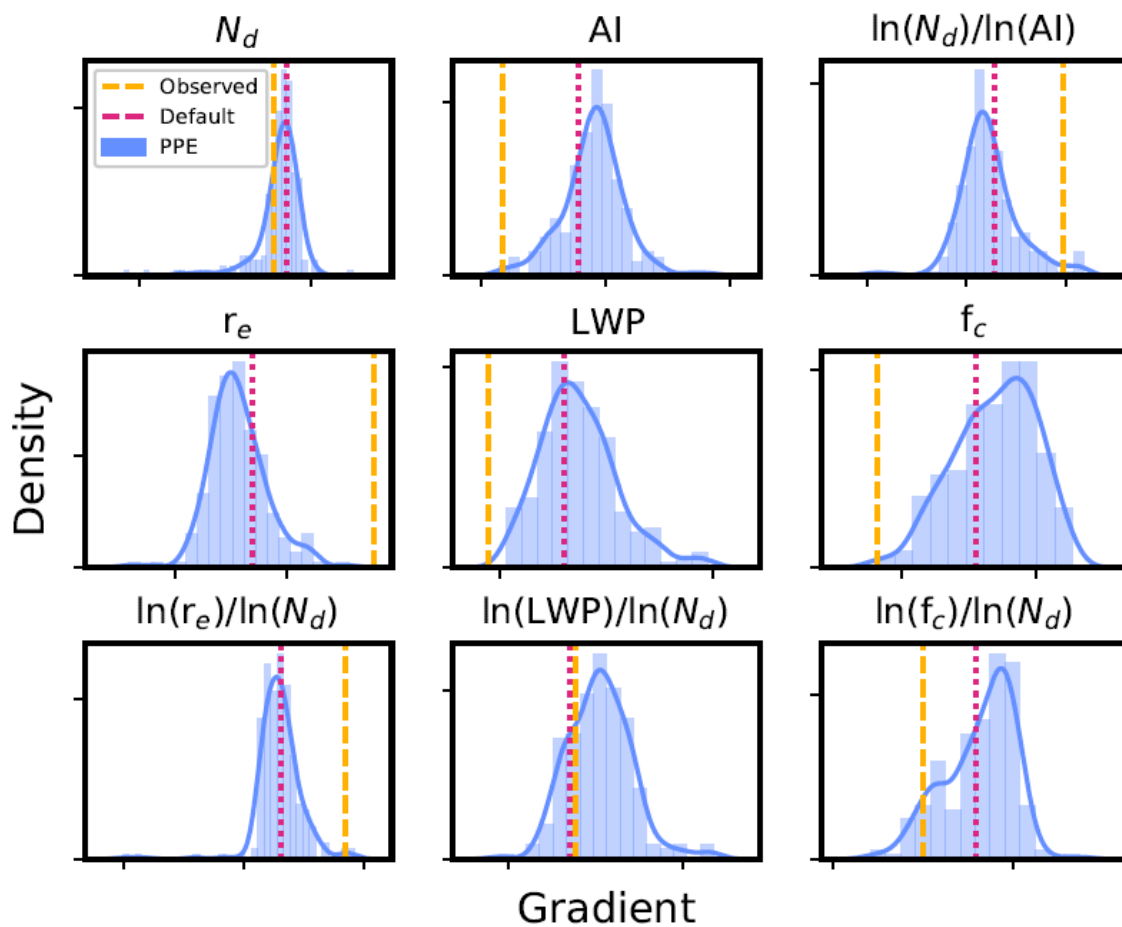 N_d
AI
ln(N_d)/ln(AI)
Observed
Default
PPE
r_e
LWP
f_c
Density
ln(r_e)/ln(N_d)
ln(LWP)/ln(N_d)
ln(f_c)/ln(N_d)
Gradient